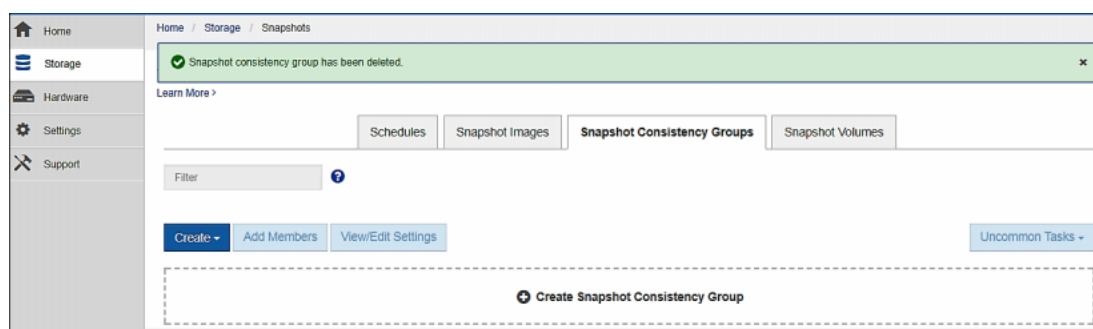 Home
Storage
Hardware
Settings
Support
Home / Storage / Snapshots
Snapshot consistency group has been deleted. ×
Learn More >
Schedules Snapshot Images Snapshot Consistency Groups Snapshot Volumes
Filter ?
Create Add Members View/Edit Settings Uncommon Tasks
Create Snapshot Consistency Group